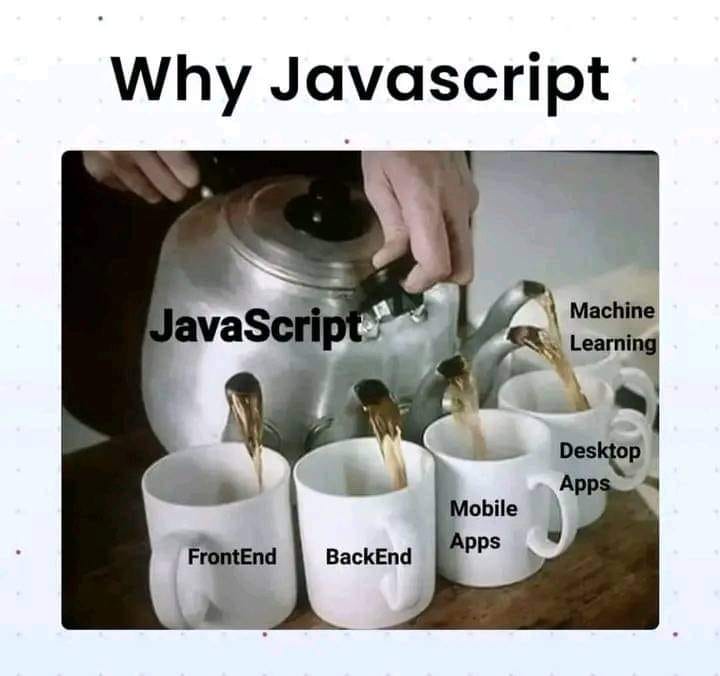 Why Javascript
JavaScript
Machine
Learning
Desktop
Apps
Mobile
Apps
FrontEnd
BackEnd